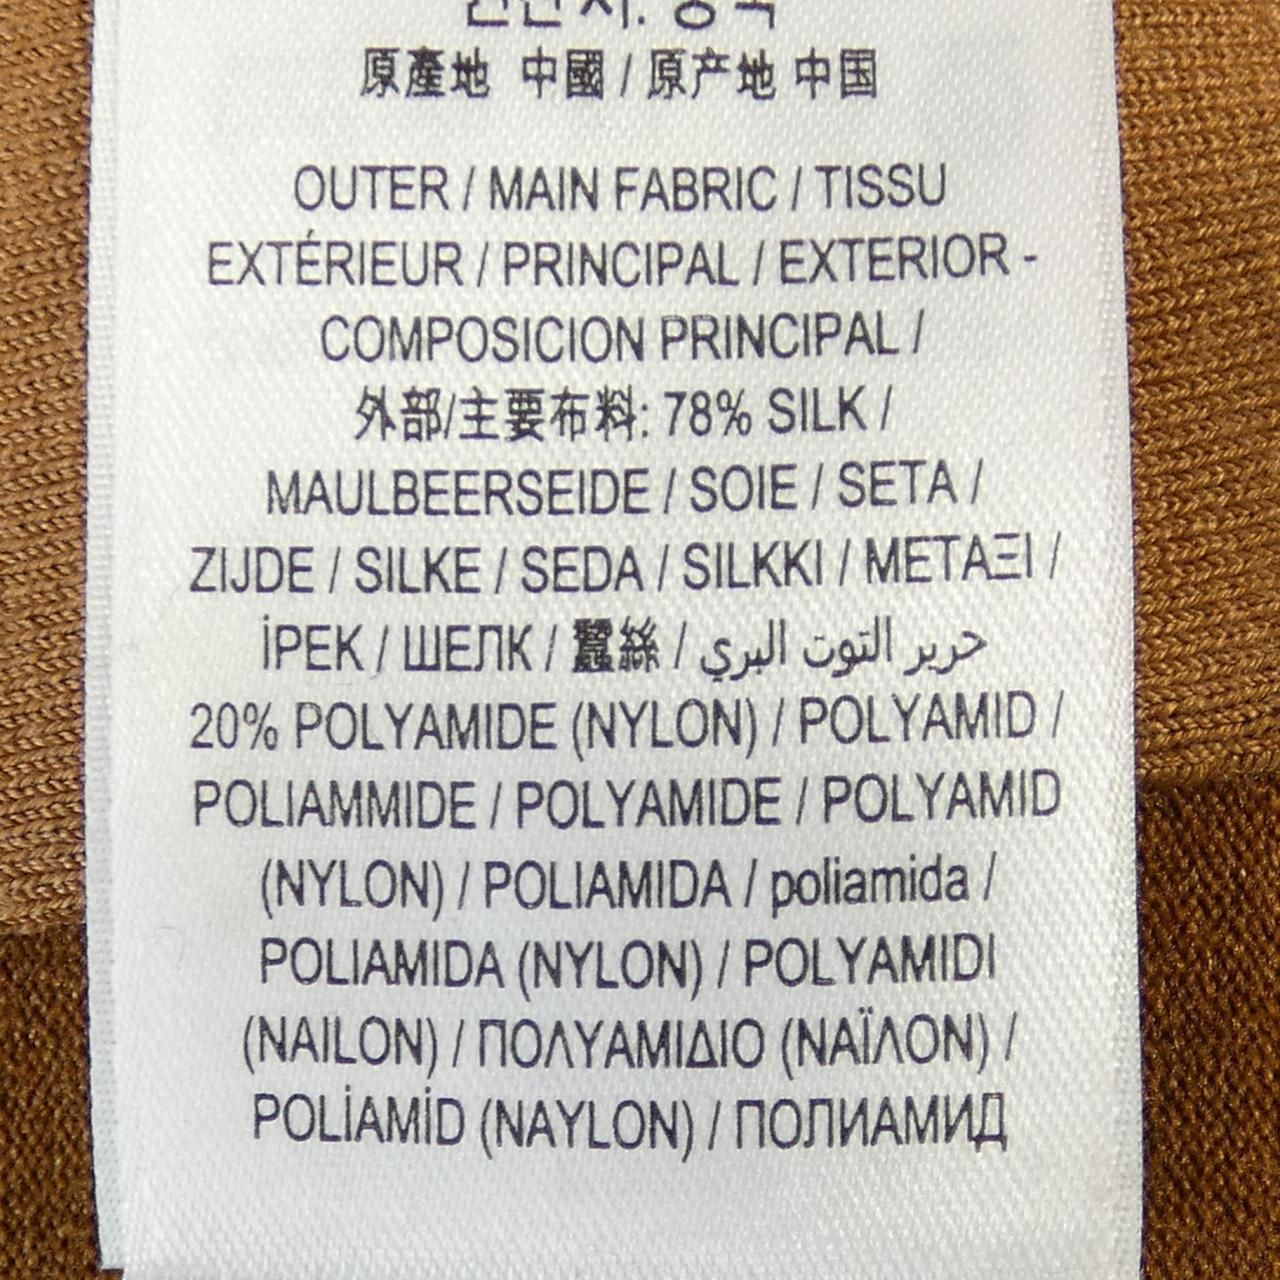 原產地 中國 / 原产地 中国
OUTER / MAIN FABRIC / TISSU
EXTÉRIEUR / PRINCIPAL / EXTERIOR -
COMPOSICION PRINCIPAL /
外部/主要布料: 78% SILK /
MAULBEERSEIDE / SOIE / SETA /
ZIJDE / SILKE / SEDA / SILKKI / ΜΕΤΑΞΙ /
İPEK / ШЕЛК / 蠶絲 / حرير التوت البري
20% POLYAMIDE (NYLON) / POLYAMID /
POLIAMMIDE / POLYAMIDE / POLYAMID
(NYLON) / POLIAMIDA / poliamida /
POLIAMIDA (NYLON) / POLYAMIDI
(NAILON) / ΠΟΛΥΑΜΙΔΙΟ (ΝΑΪΛΟΝ) /
POLİAMİD (NAYLON) / ПОЛИАМИД